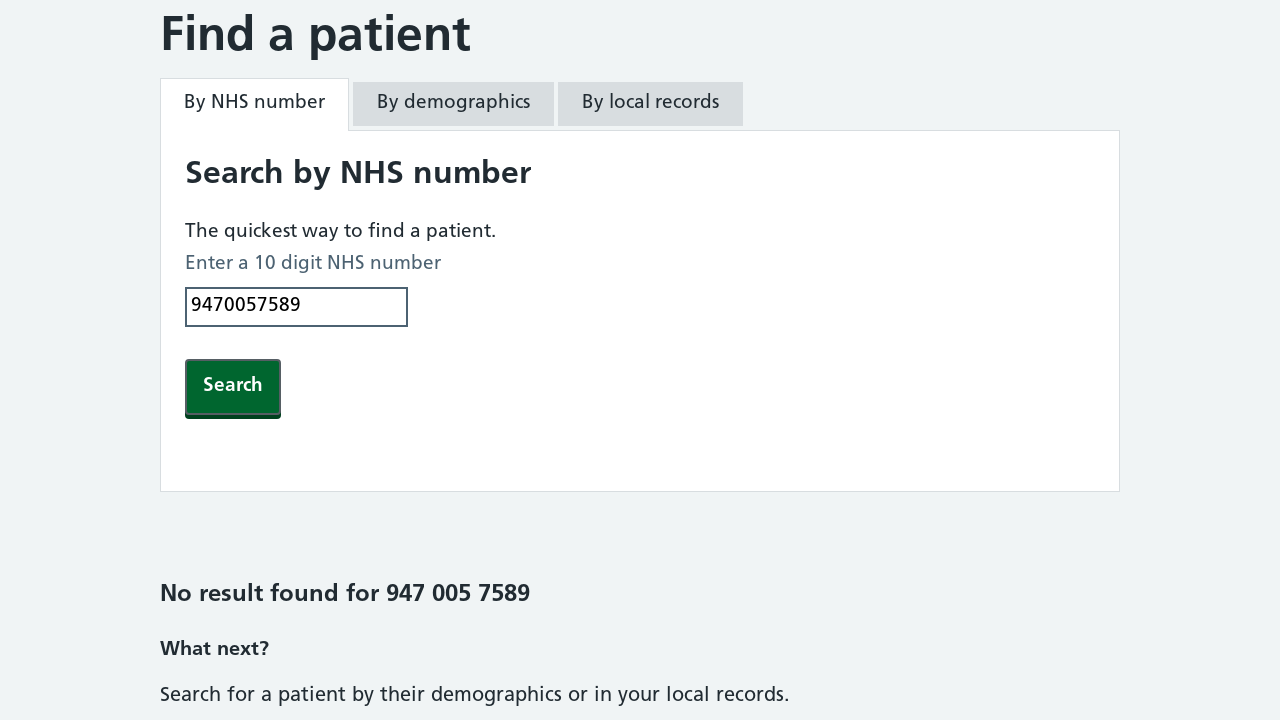 Find a patient
By NHS number
By demographics
By local records
Search by NHS number
The quickest way to find a patient.
Enter a 10 digit NHS number
9470057589
Search
No result found for 947 005 7589
What next?
Search for a patient by their demographics or in your local records.